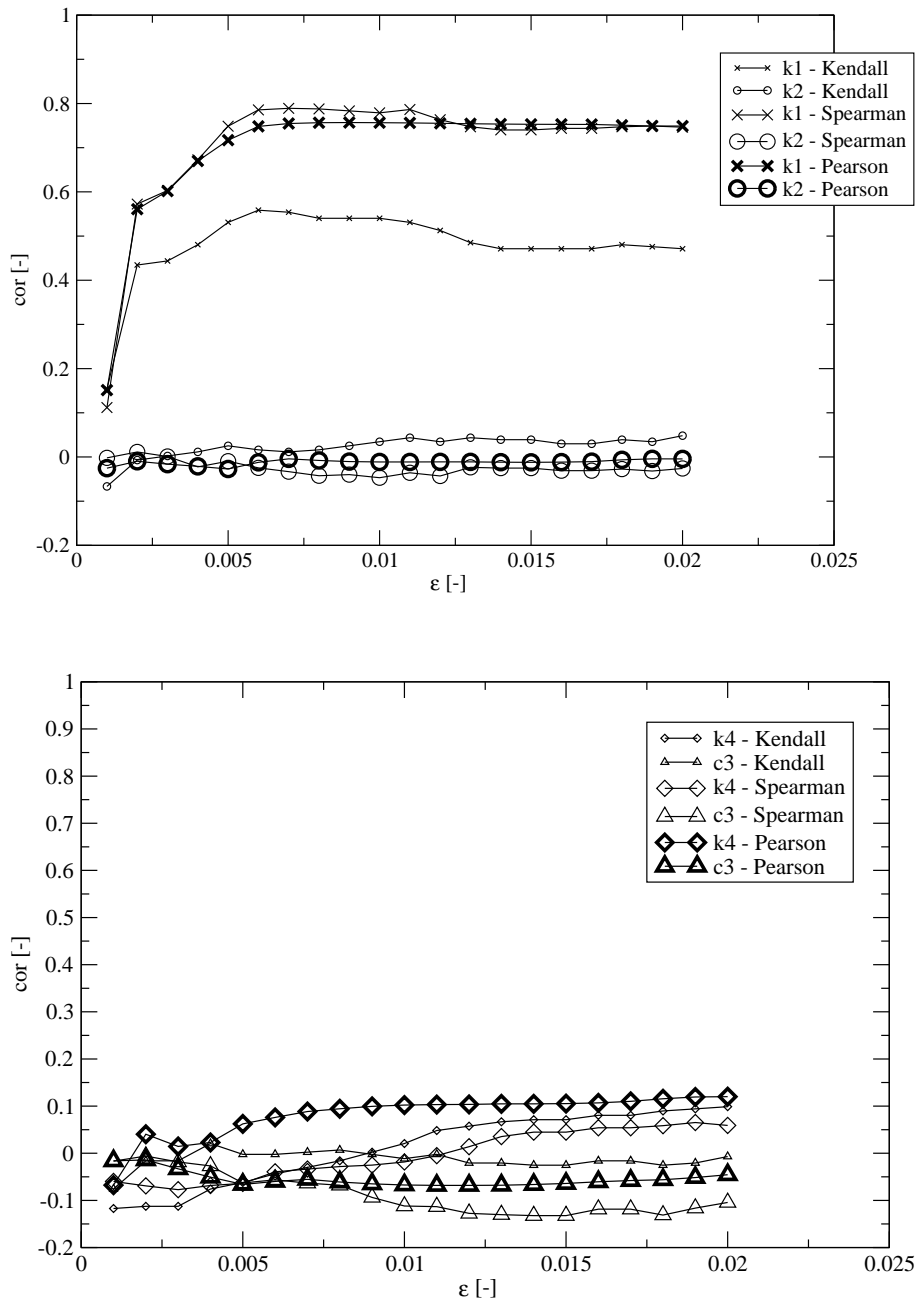 1
0.8
0.6
0.4
0.2
0
-0.2
cor [-]
0
0.005
0.01
0.015
0.02
0.025
ε [-]
k1 - Kendall
k2 - Kendall
k1 - Spearman
k2 - Spearman
k1 - Pearson
k2 - Pearson
1
0.9
0.8
0.7
0.6
0.5
0.4
0.3
0.2
0.1
0
-0.1
-0.2
cor [-]
0
0.005
0.01
0.015
0.02
0.025
ε [-]
k4 - Kendall
c3 - Kendall
k4 - Spearman
c3 - Spearman
k4 - Pearson
c3 - Pearson